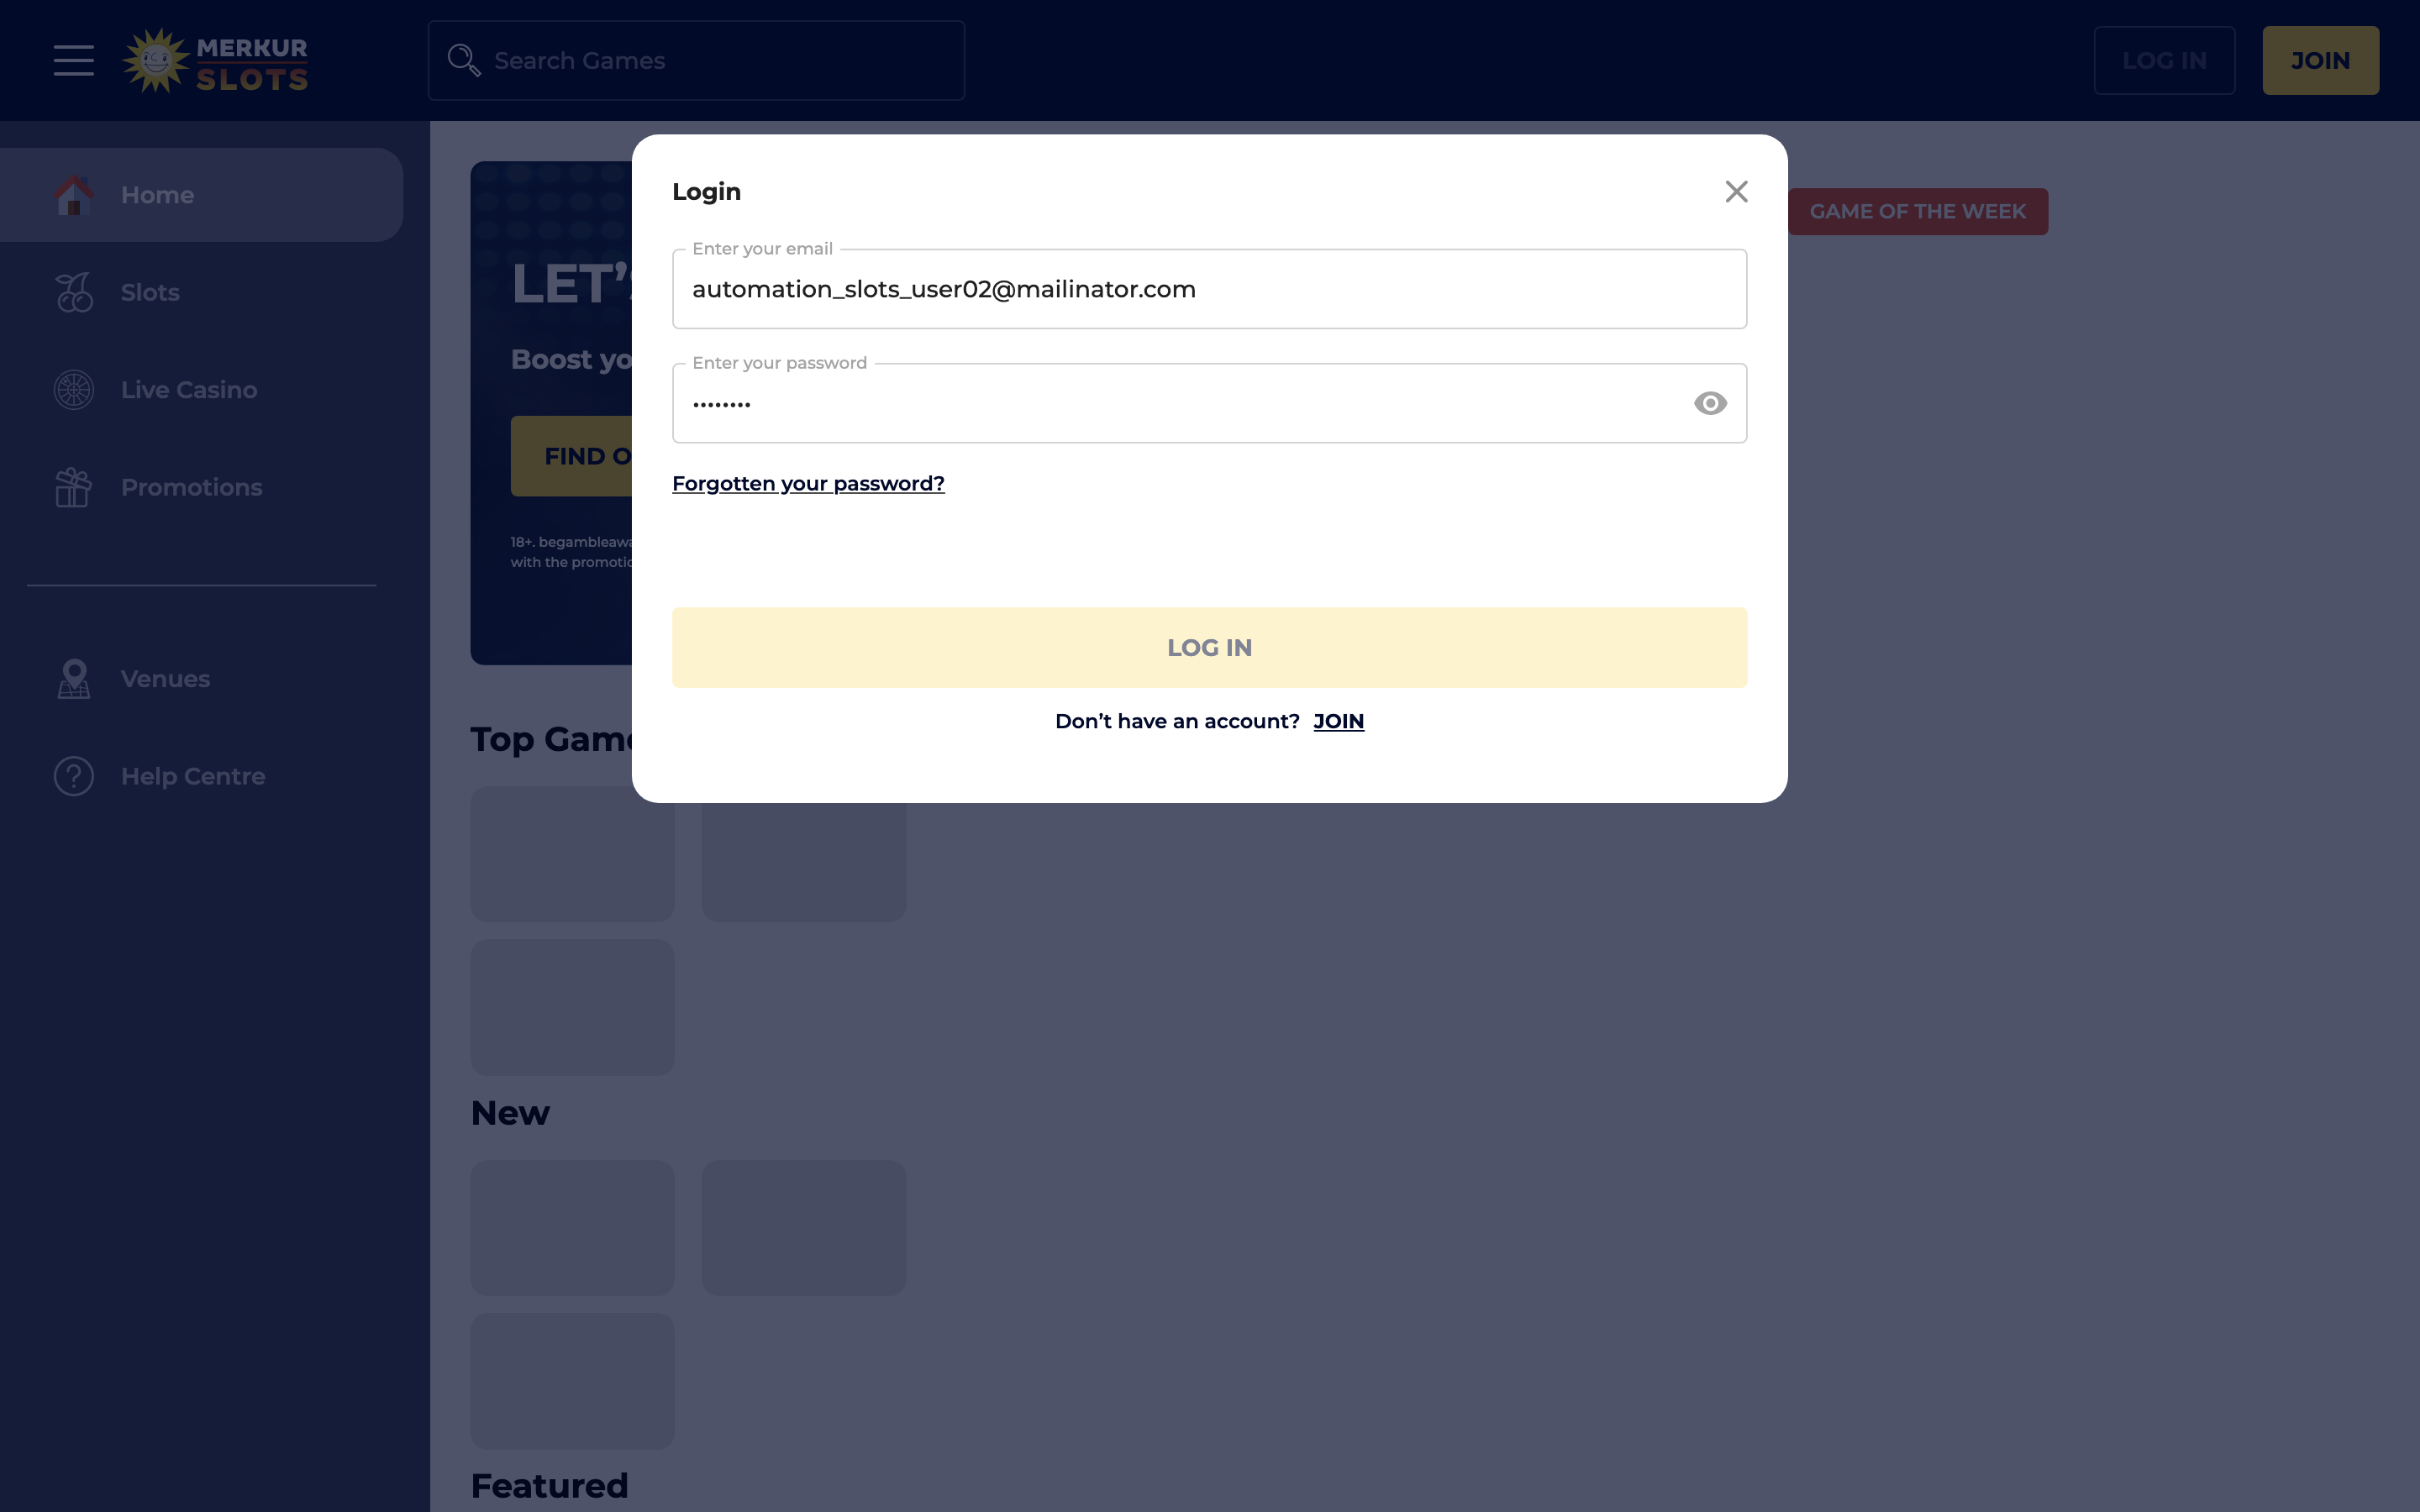 MERKUR
SLOTS
Search Games
LOG IN
JOIN
Home
Slots
Live Casino
Promotions
Venues
Help Centre
LET'S
Boost yo
FIND O
18+. begambleawa
with the promotio
GAME OF THE WEEK
Login
Enter your email
automation_slots_user02@mailinator.com
Enter your password
••••••••
Forgotten your password?
LOG IN
Don't have an account? JOIN
Top Game
New
Featured